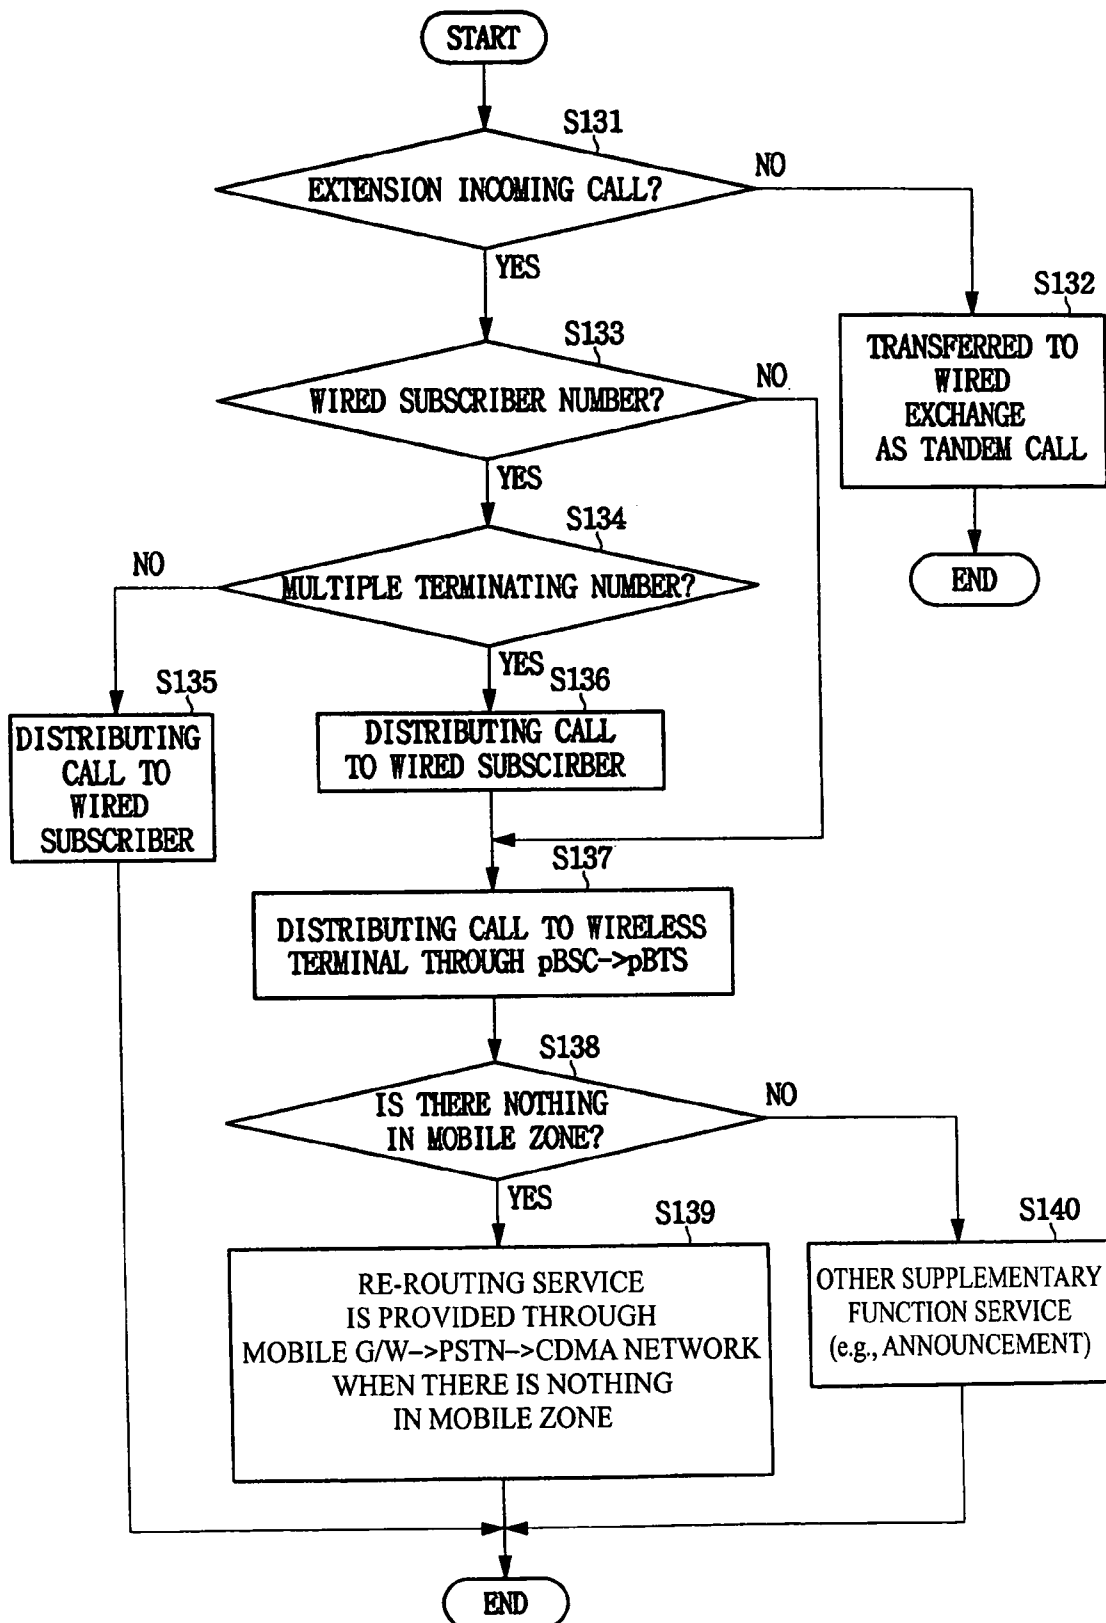 START
S131
EXTENSION INCOMING CALL?
NO
YES
S132
TRANSFERRED TO
WIRED
EXCHANGE
AS TANDEM CALL
END
S133
WIRED SUBSCRIBER NUMBER?
NO
YES
S134
MULTIPLE TERMINATING NUMBER?
NO
YES
S135
DISTRIBUTING
CALL TO
WIRED
SUBSCRIBER
S136
DISTRIBUTING CALL
TO WIRED SUBSCIRBER
S137
DISTRIBUTING CALL TO WIRELESS
TERMINAL THROUGH pBSC->pBTS
S138
IS THERE NOTHING
IN MOBILE ZONE?
NO
YES
S139
RE-ROUTING SERVICE
IS PROVIDED THROUGH
MOBILE G/W->PSTN->CDMA NETWORK
WHEN THERE IS NOTHING
IN MOBILE ZONE
S140
OTHER SUPPLEMENTARY
FUNCTION SERVICE
(e.g., ANNOUNCEMENT)
END